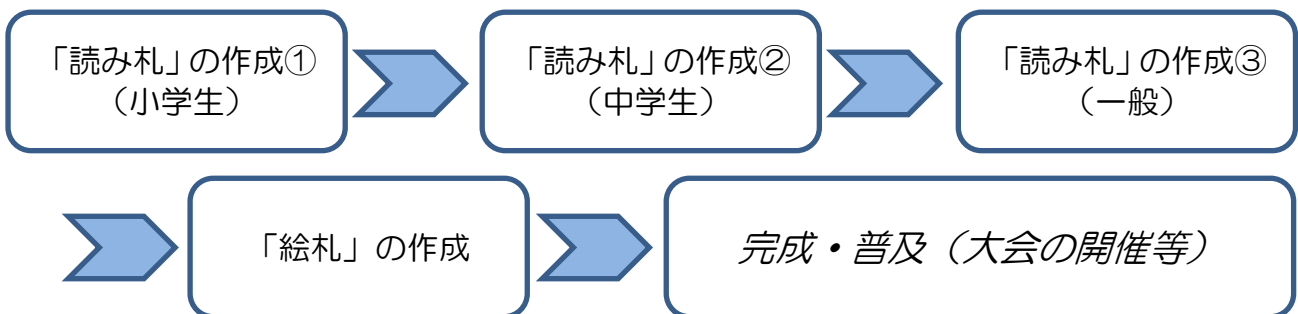 「読み札」の作成①
(小学生)
「読み札」の作成②
(中学生)
「読み札」の作成③
(一般)
「絵札」の作成
完成・普及(大会の開催等)